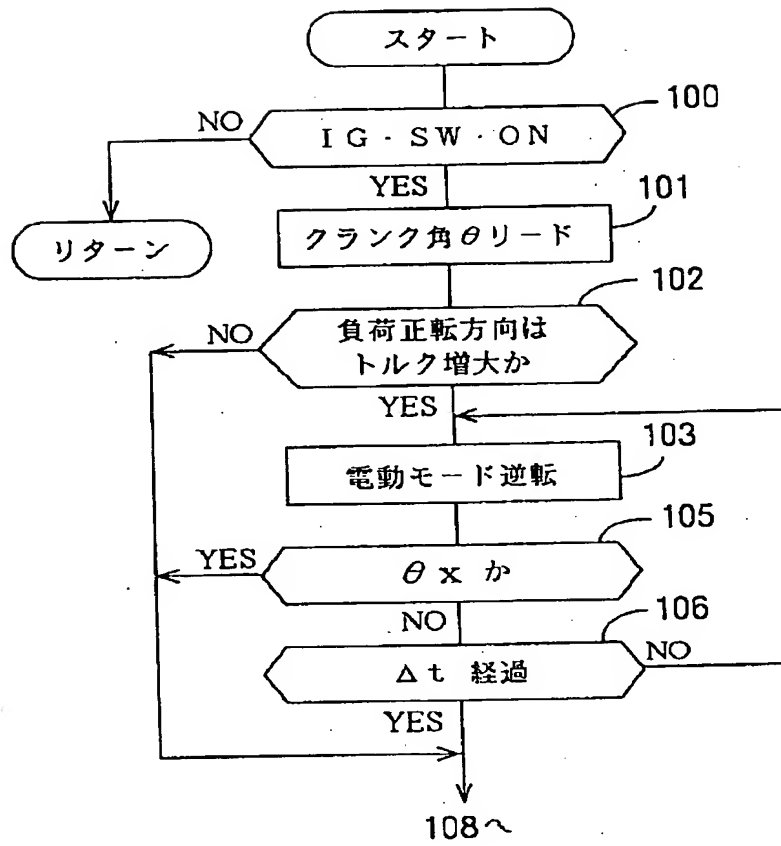 スタート
100
NO
IG・SW・ON
YES
101
クランク角θリード
リターン
102
NO
負荷正転方向は
トルク増大か
YES
103
電動モード逆転
105
YES
θxか
NO
106
Δt 経過
NO
YES
108へ